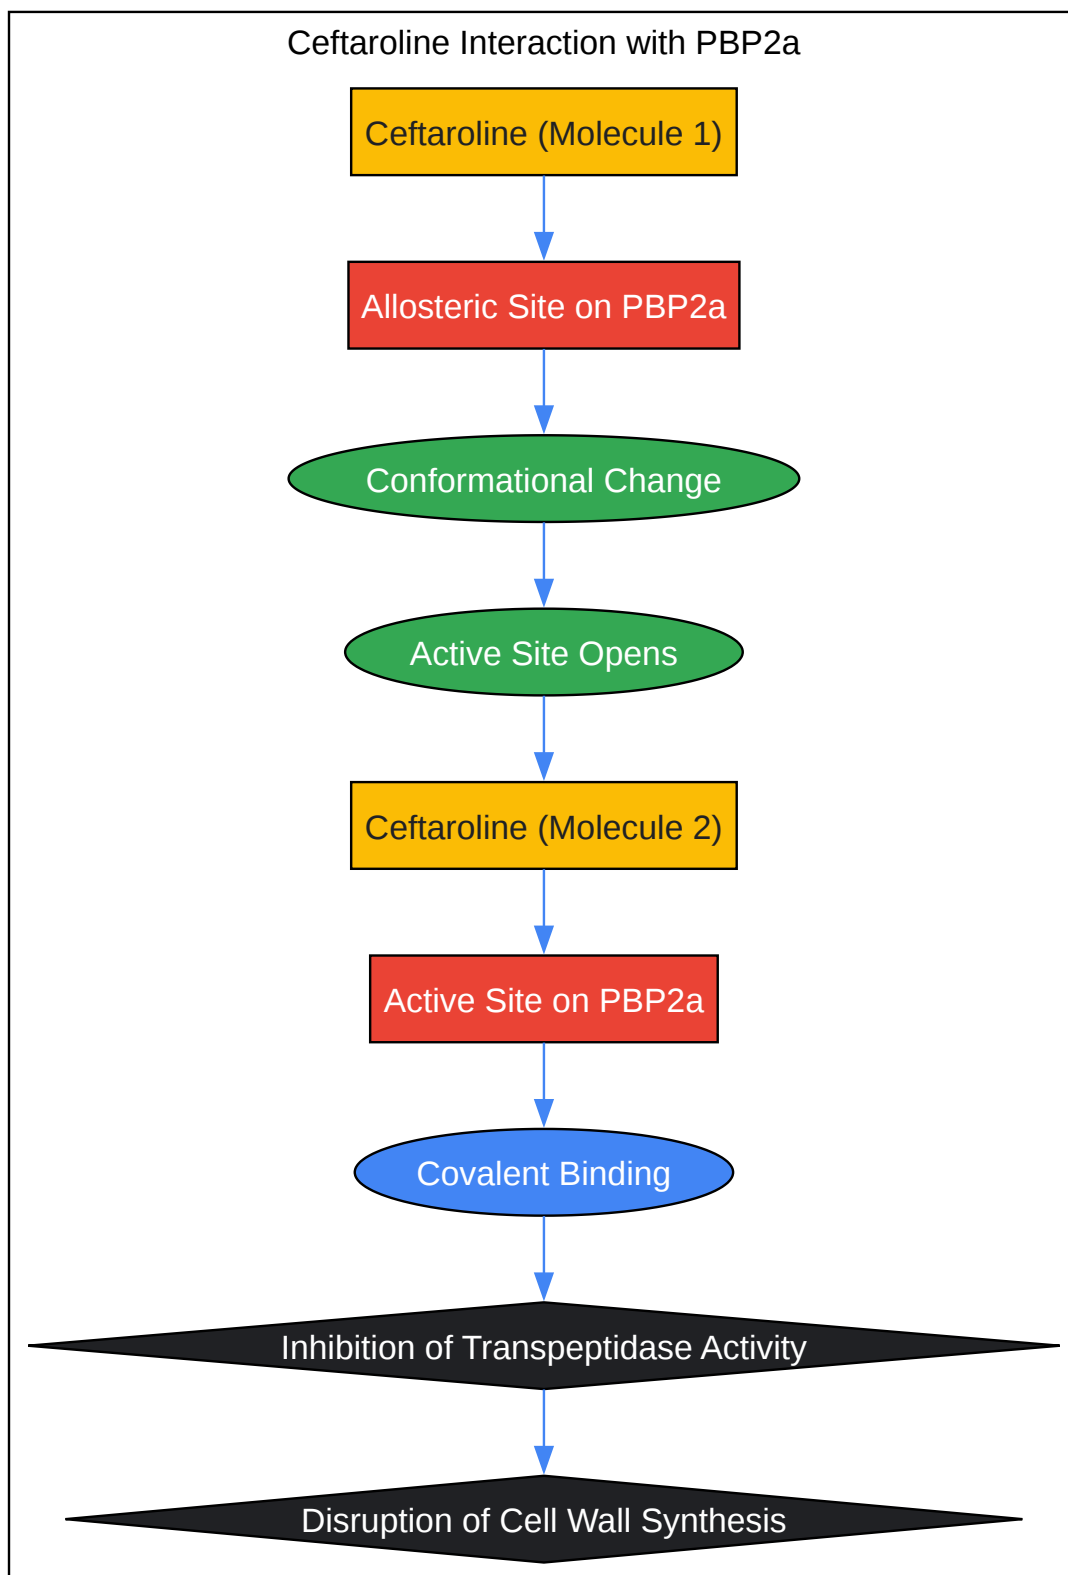 Ceftaroline Interaction with PBP2a
Ceftaroline (Molecule 1)
Allosteric Site on PBP2a
Conformational Change
Active Site Opens
Ceftaroline (Molecule 2)
Active Site on PBP2a
Covalent Binding
Inhibition of Transpeptidase Activity
Disruption of Cell Wall Synthesis